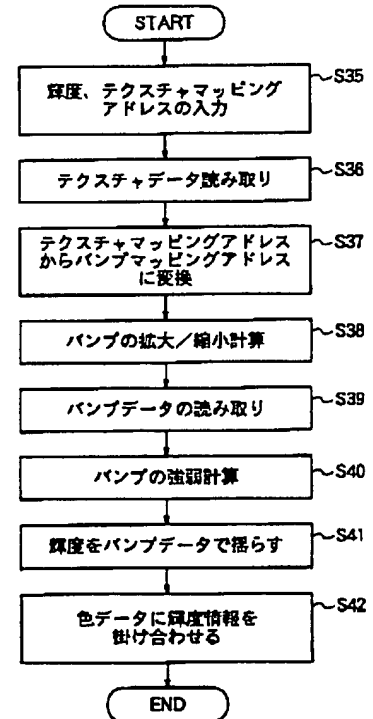 START
輝度、テクスチャマッピング
アドレスの入力
S35
テクスチャデータ読み取り
S36
テクスチャマッピングアドレス
からバンプマッピングアドレス
に変換
S37
バンプの拡大／縮小計算
S38
バンプデータの読み取り
S39
バンプの強弱計算
S40
輝度をバンプデータで揺らす
S41
色データに輝度情報を
掛け合わせる
S42
END